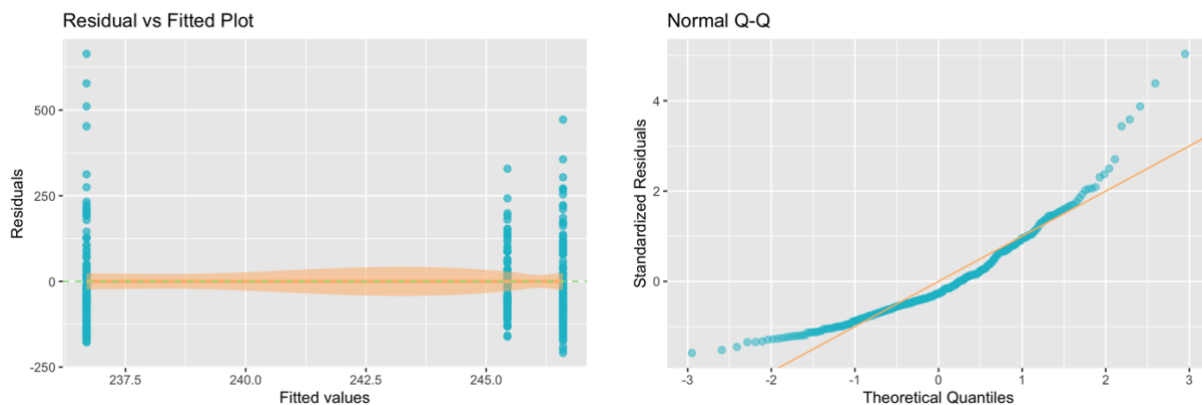 Residual vs Fitted Plot
Residuals
500
250
0
-250
237.5 240.0 242.5 245.0
Fitted values
Normal Q-Q
Standardized Residuals
4
2
0
-3 -2 -1 0 1 2 3
Theoretical Quantiles